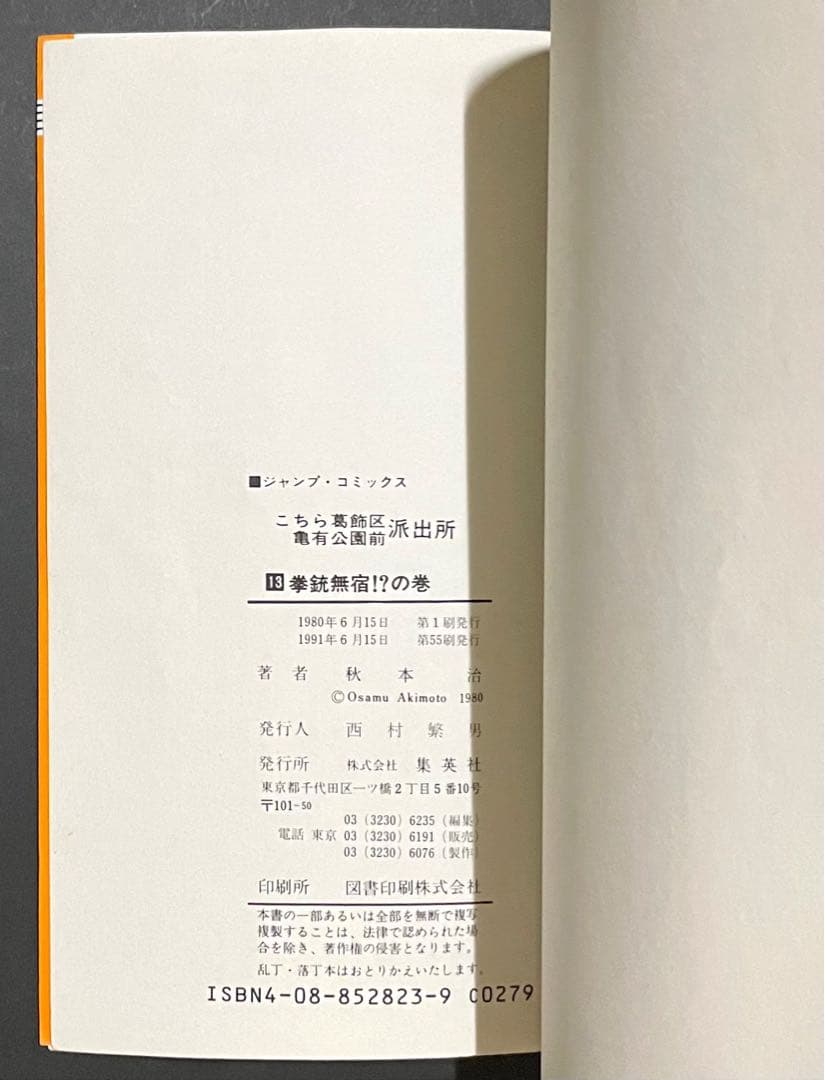 ■ジャンプ・コミックス
こちら葛飾区
亀有公園前派出所
13 拳銃無宿!?の巻
1980年6月15日 第1刷発行
1991年6月15日 第55刷発行
著者 秋本 治
©Osamu Akimoto 1980
発行人 西村繁男
発行所 株式会社 集英社
東京都千代田区一ツ橋2丁目5番10号
〒101-50
03 (3230) 6235 (編集)
電話 東京 03 (3230) 6191 (販売)
03 (3230) 6076 (製作)
印刷所 図書印刷株式会社
本書の一部あるいは全部を無断で複写
複製することは、法律で認められた場
合を除き、著作権の侵害となります。
乱丁・落丁本はおとりかえいたします。
ISBN4-08-852823-9 C0279